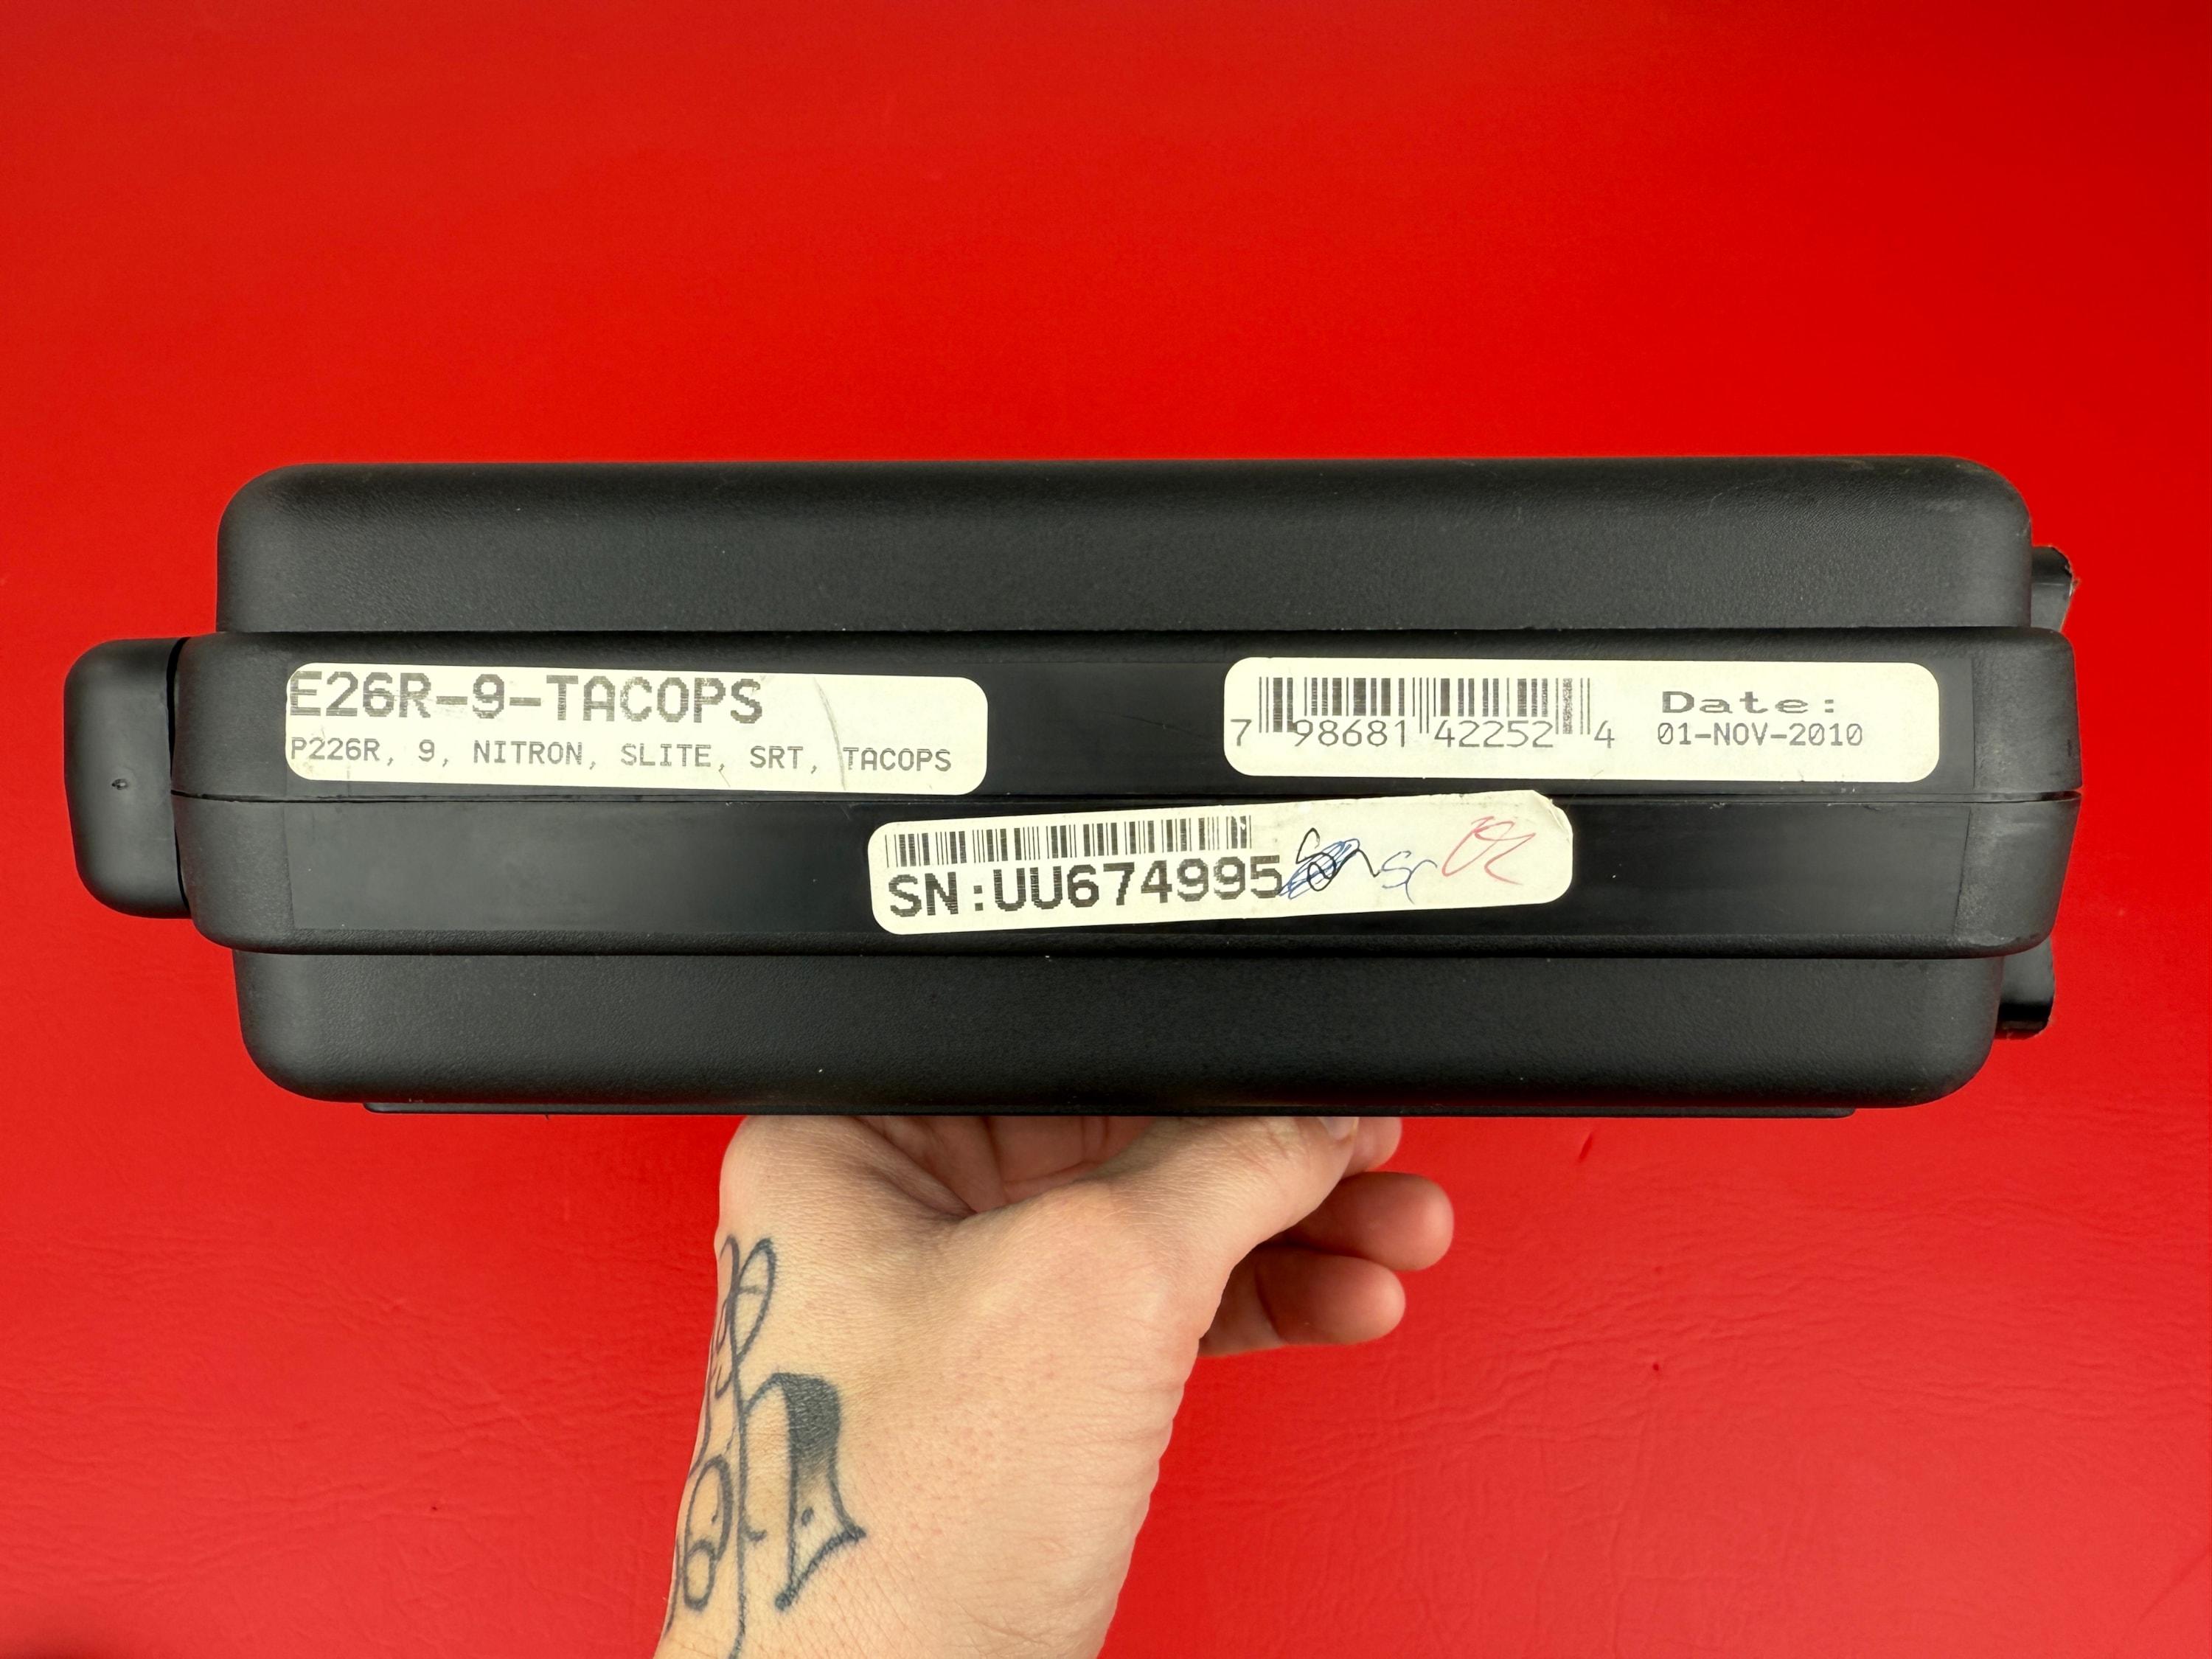 E26R-9-TACOPS
P226R, 9, NITRON, SLITE, SRT, TACOPS
7 98681 42252 4
Date:
01-NOV-2010
SN:UU674995